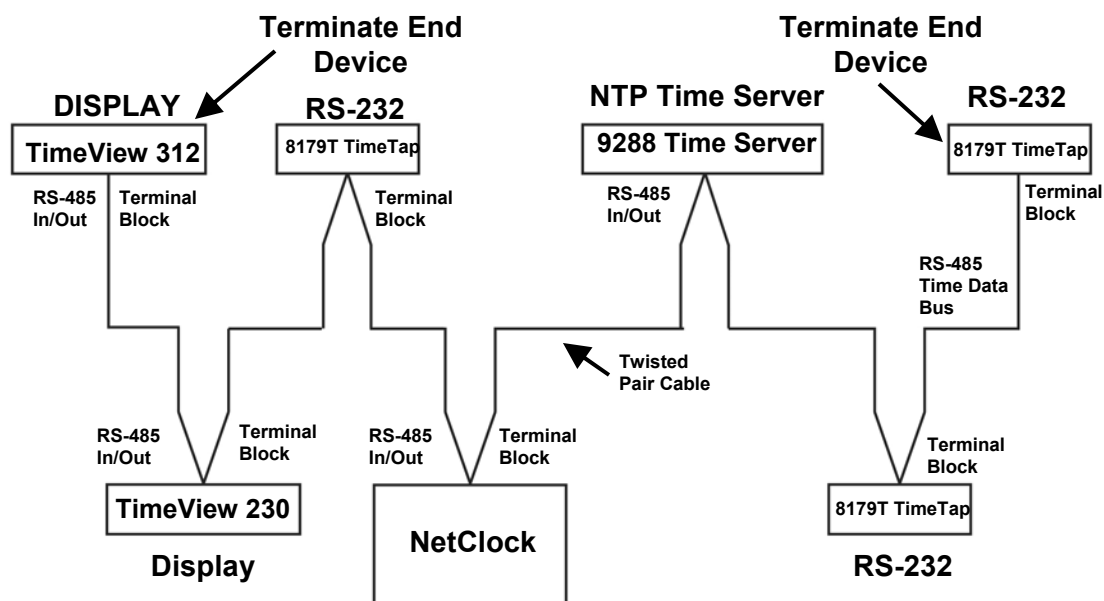 Terminate End
Device
Terminate End
Device
DISPLAY
RS-232
NTP Time Server
RS-232
TimeView 312
8179T TimeTap
9288 Time Server
8179T TimeTap
RS-485
In/Out
Terminal
Block
Terminal
Block
RS-485
In/Out
Terminal
Block
RS-485
Time Data
Bus
Twisted
Pair Cable
RS-485
In/Out
Terminal
Block
RS-485
In/Out
Terminal
Block
Terminal
Block
TimeView 230
NetClock
8179T TimeTap
Display
RS-232